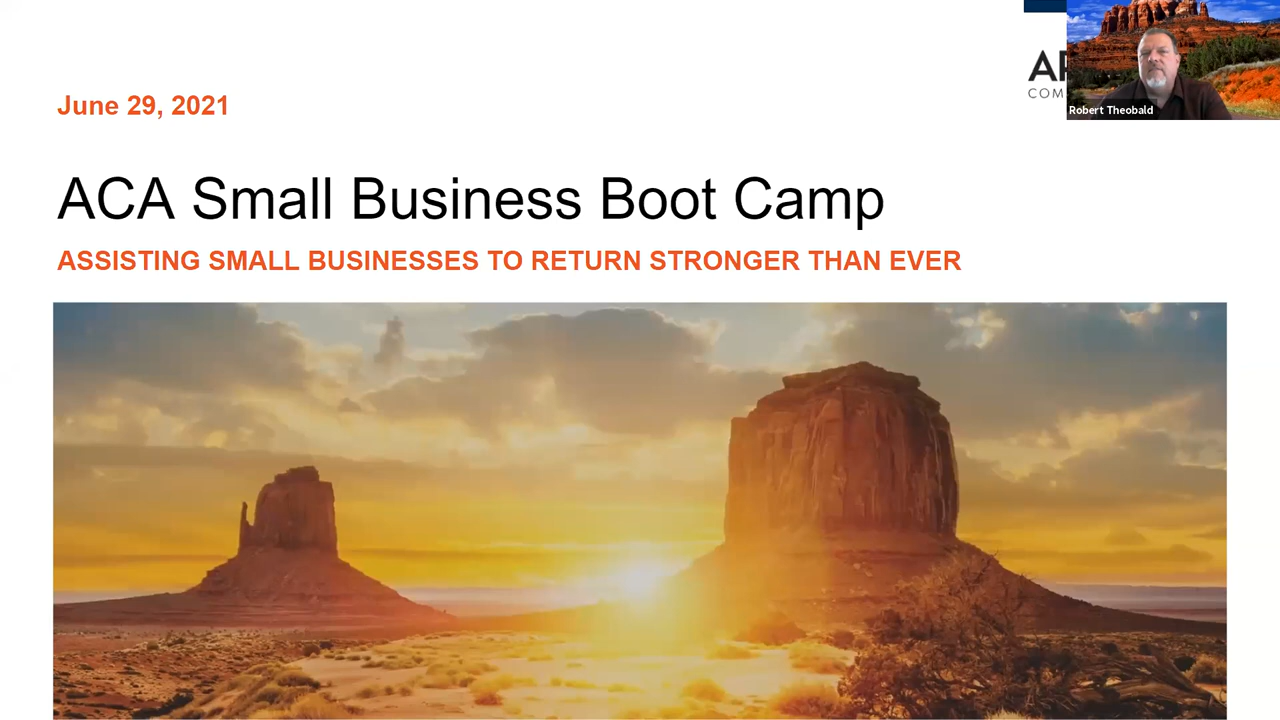 June 29, 2021
Robert Theobald
ACA Small Business Boot Camp
ASSISTING SMALL BUSINESSES TO RETURN STRONGER THAN EVER